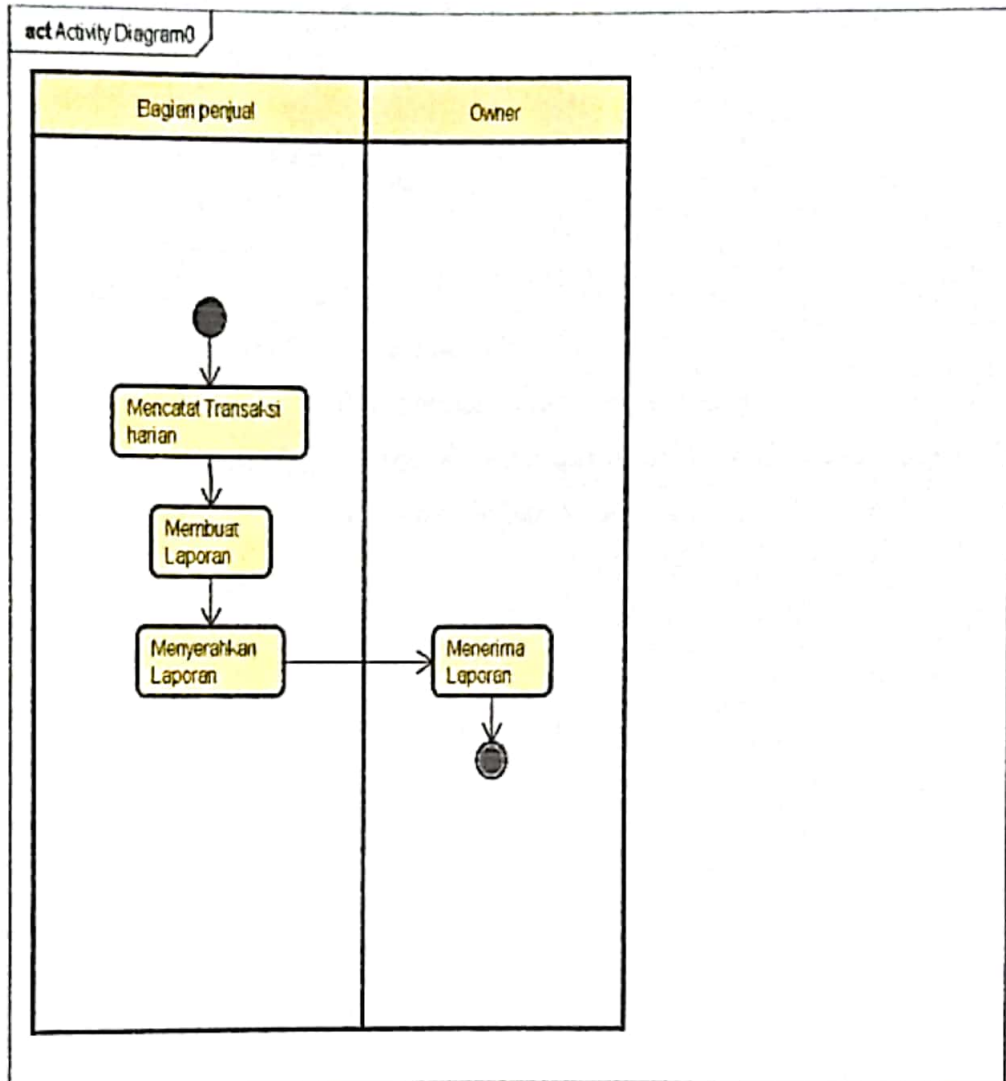 act Activity Diagram0
Bagian penjual
Owner
Mencatat Transaksi
harian
Membuat
Laporan
Menyerahkan
Laporan
Menerima
Laporan